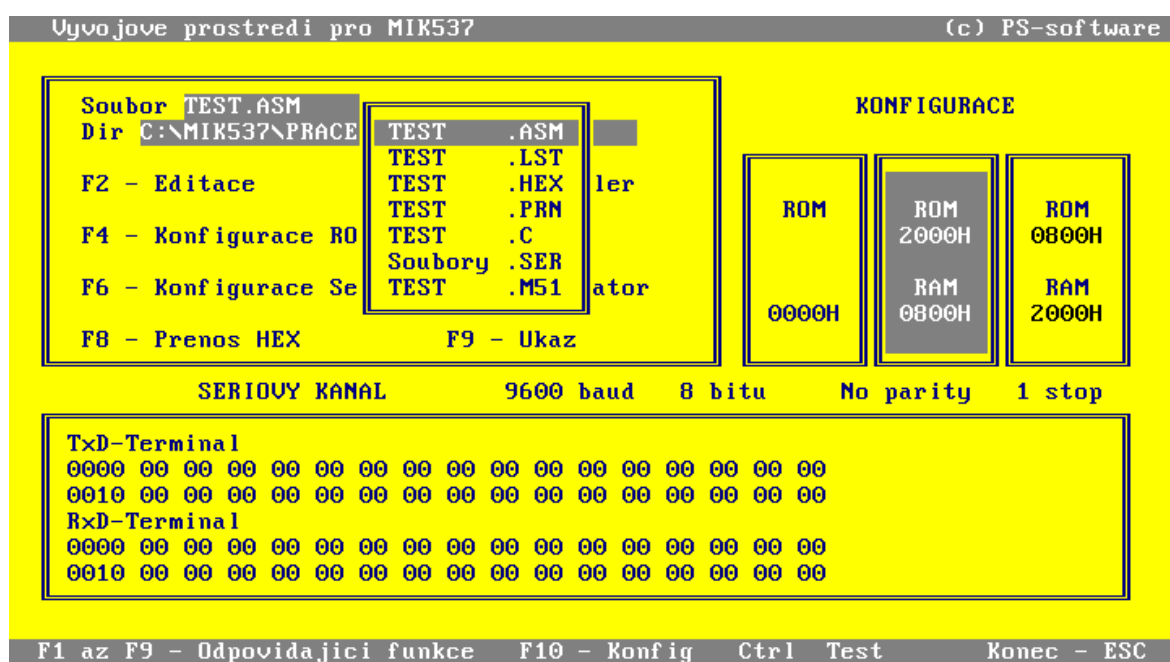 Vyvojove prostredi pro MIK537 (c) PS-software
Soubor TEST.ASM
Dir C:\MIK537\PRACE
TEST .ASM
TEST .LST
TEST .HEX
TEST .PRN
TEST .C
Soubory .SER
TEST .M51
F2 - Editace ler
F4 - Konfigurace RO
F6 - Konfigurace Se ator
F8 - Prenos HEX F9 - Ukaz
KONFIGURACE
ROM
0000H
ROM
2000H
RAM
0800H
ROM
0800H
RAM
2000H
SERIOVY KANAL 9600 baud 8 bitu No parity 1 stop
TxD-Terminal
0000 00 00 00 00 00 00 00 00 00 00 00 00 00 00 00 00
0010 00 00 00 00 00 00 00 00 00 00 00 00 00 00 00 00
RxD-Terminal
0000 00 00 00 00 00 00 00 00 00 00 00 00 00 00 00 00
0010 00 00 00 00 00 00 00 00 00 00 00 00 00 00 00 00
F1 az F9 - Odpovidajici funkce F10 - Konfig Ctrl Test Konec - ESC